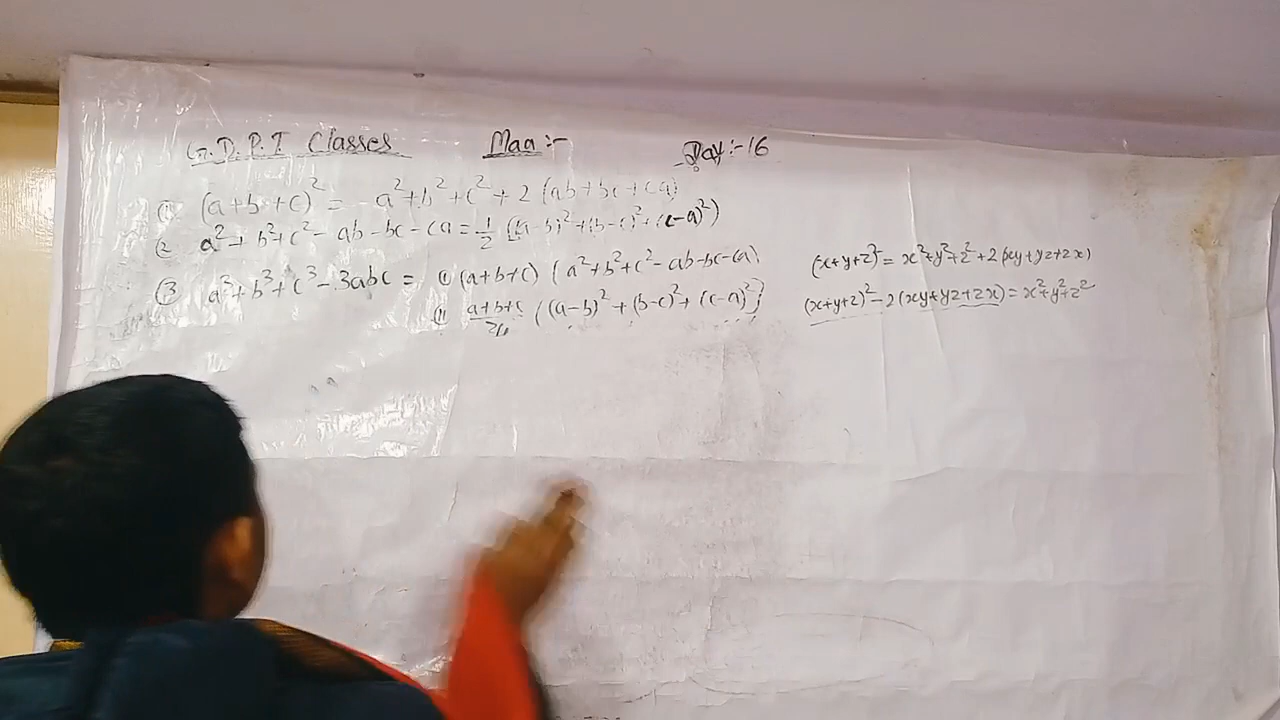 G.D.P.I Classes Maa :- Day :- 16
① (a+b+c)² = a²+b²+c²+2(ab+bc+ca)
② a²+b²+c²-ab-bc-ca = 1/2 [(a-b)²+(b-c)²+(c-a)²)
③ a³+b³+c³-3abc = (i) (a+b+c) (a²+b²+c²-ab-bc-ca)
(ii) a+b+c/2 ((a-b)²+(b-c)²+(c-a)²}
(x+y+z)² = x²+y²+z²+2(xy+yz+zx)
(x+y+z)²-2(xy+yz+zx) = x²+y²+z²